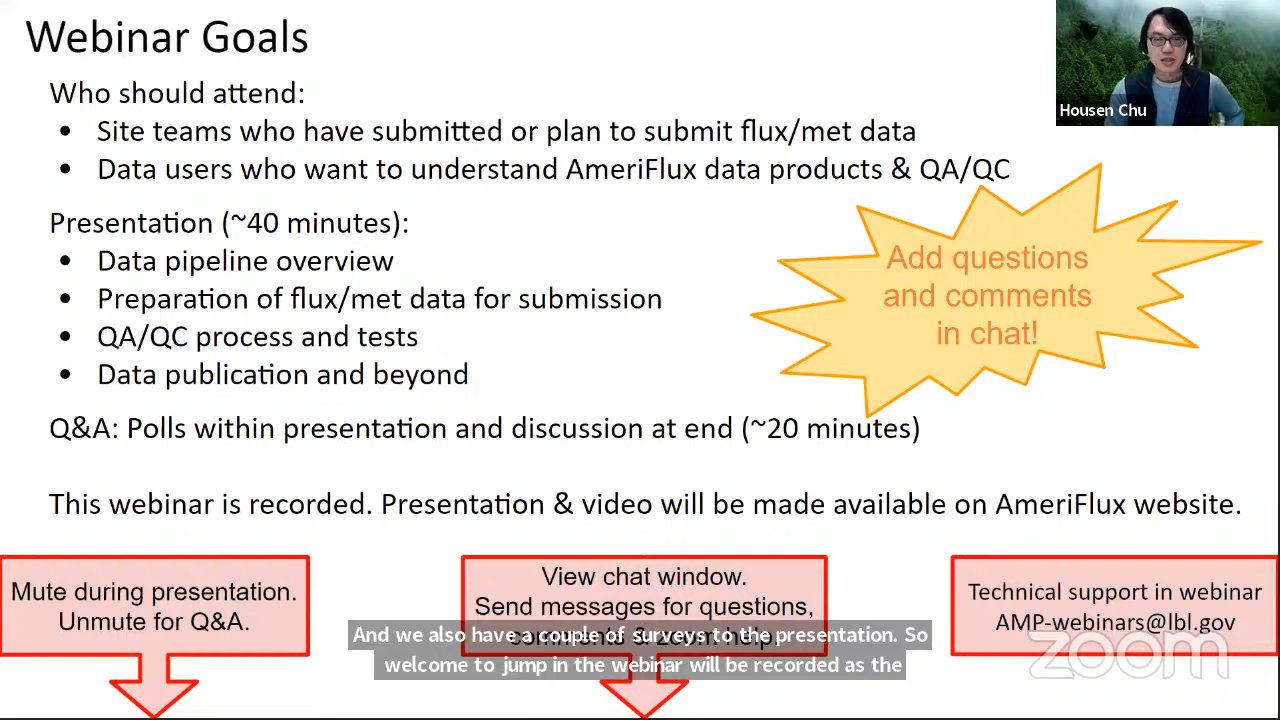 Webinar Goals
Housen Chu
Who should attend:
• Site teams who have submitted or plan to submit flux/met data
• Data users who want to understand AmeriFlux data products & QA/QC
Presentation (~40 minutes):
• Data pipeline overview
• Preparation of flux/met data for submission
• QA/QC process and tests
• Data publication and beyond
Add questions
and comments
in chat!
Q&A: Polls within presentation and discussion at end (~20 minutes)
This webinar is recorded. Presentation & video will be made available on AmeriFlux website.
Mute during presentation.
Unmute for Q&A.
View chat window.
Send messages for questions,
comments & zoom help.
Technical support in webinar
AMP-webinars@lbl.gov
And we also have a couple of surveys to the presentation. So
welcome to jump in the webinar will be recorded as the
zoom